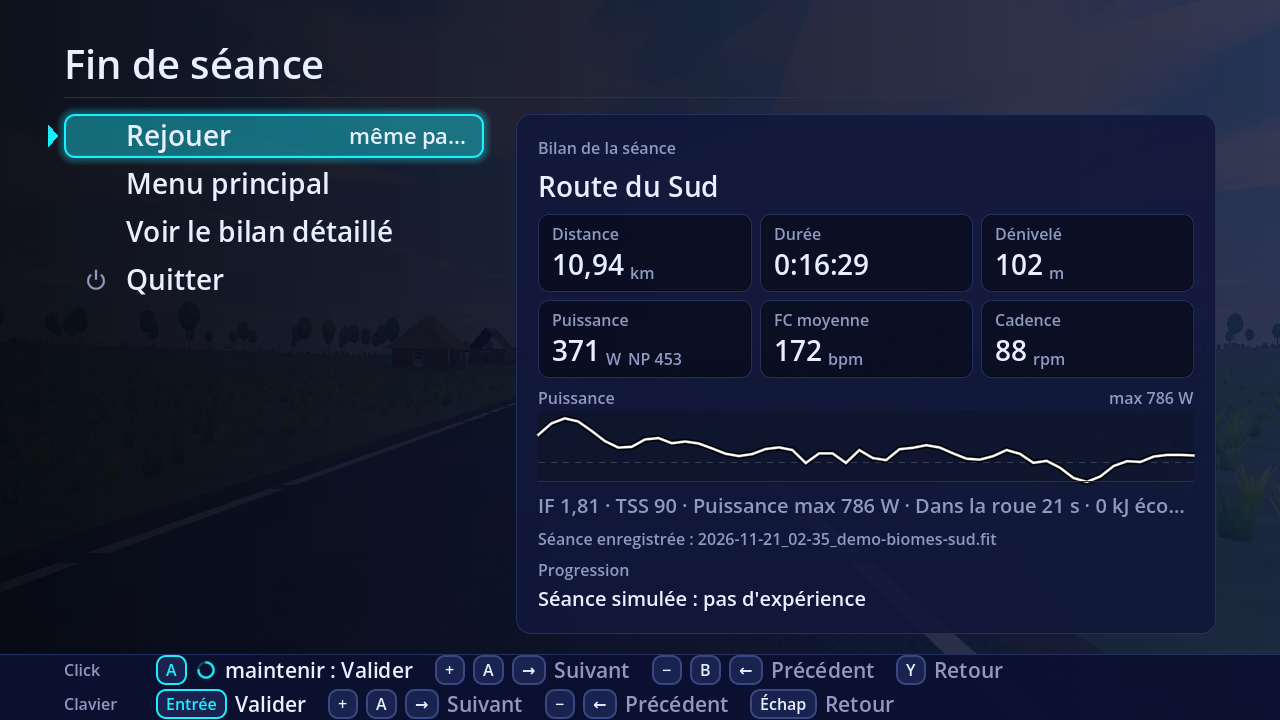 Fin de séance
Rejouer même pa...
Menu principal
Voir le bilan détaillé
Quitter
Bilan de la séance
Route du Sud
Distance Durée Dénivelé
10,94 km 0:16:29 102 m
Puissance FC moyenne Cadence
371 W NP 453 172 bpm 88 rpm
Puissance max 786 W
IF 1,81 · TSS 90 · Puissance max 786 W · Dans la roue 21 s · 0 kJ éco...
Séance enregistrée : 2026-11-21_02-35_demo-biomes-sud.fit
Progression
Séance simulée : pas d'expérience
Click A maintenir : Valider + A → Suivant − B ← Précédent Y Retour
Clavier Entrée Valider + A → Suivant − ← Précédent Échap Retour